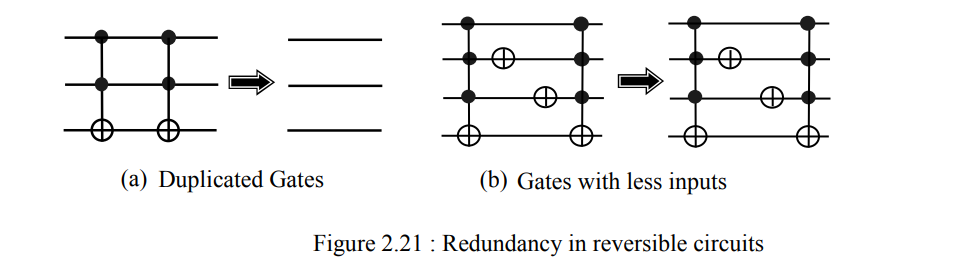 (a) Duplicated Gates
(b) Gates with less inputs
Figure 2.21 : Redundancy in reversible circuits